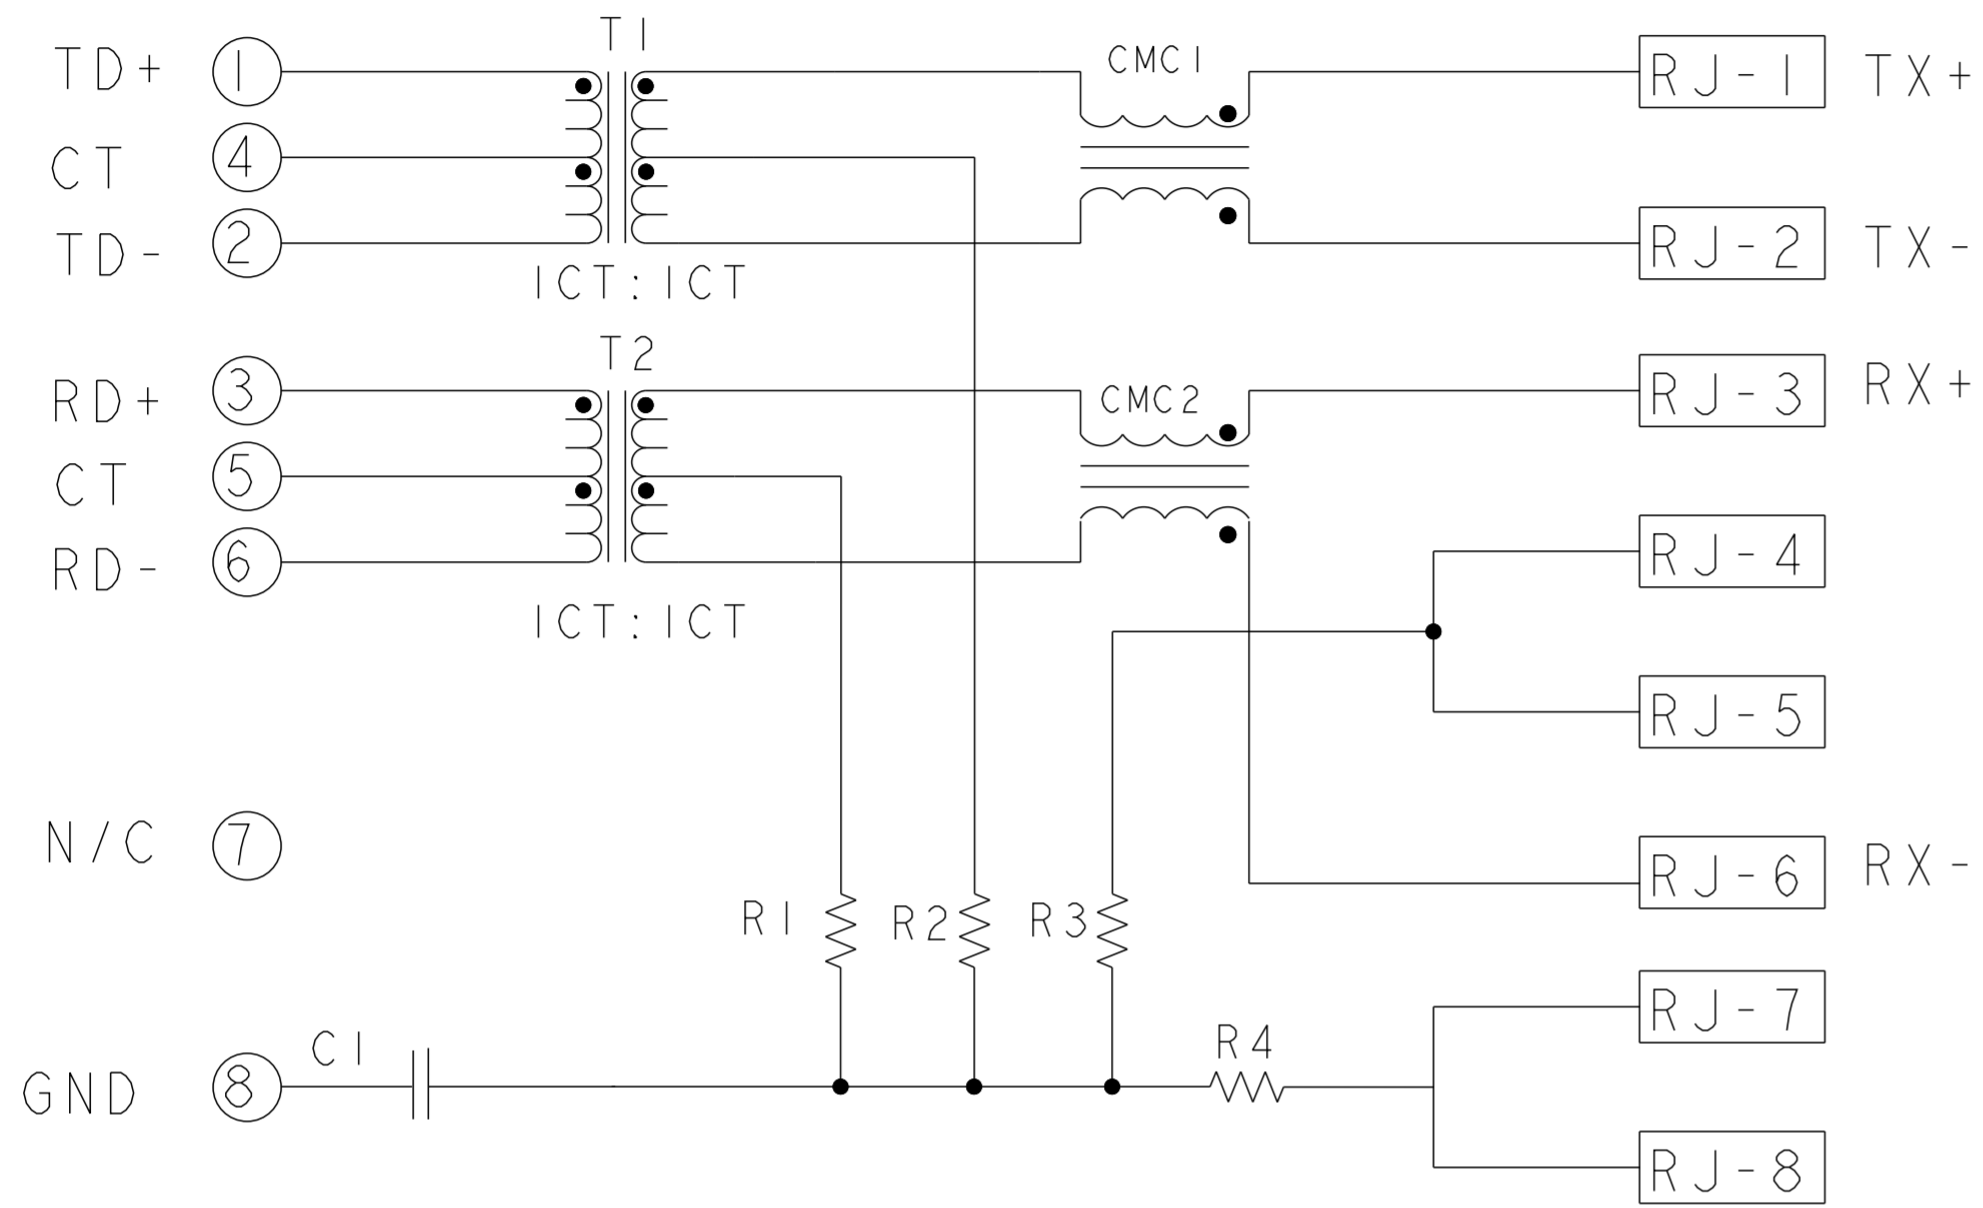 T1
TD+ 1 CMC1 RJ-1 TX+
CT 4
TD- 2 RJ-2 TX-
1CT:1CT
T2
RD+ 3 CMC2 RJ-3 RX+
CT 5
RD- 6 RJ-4
1CT:1CT
RJ-5
N/C 7 RJ-6 RX-
R1 R2 R3
RJ-7
C1 R4
GND 8
RJ-8